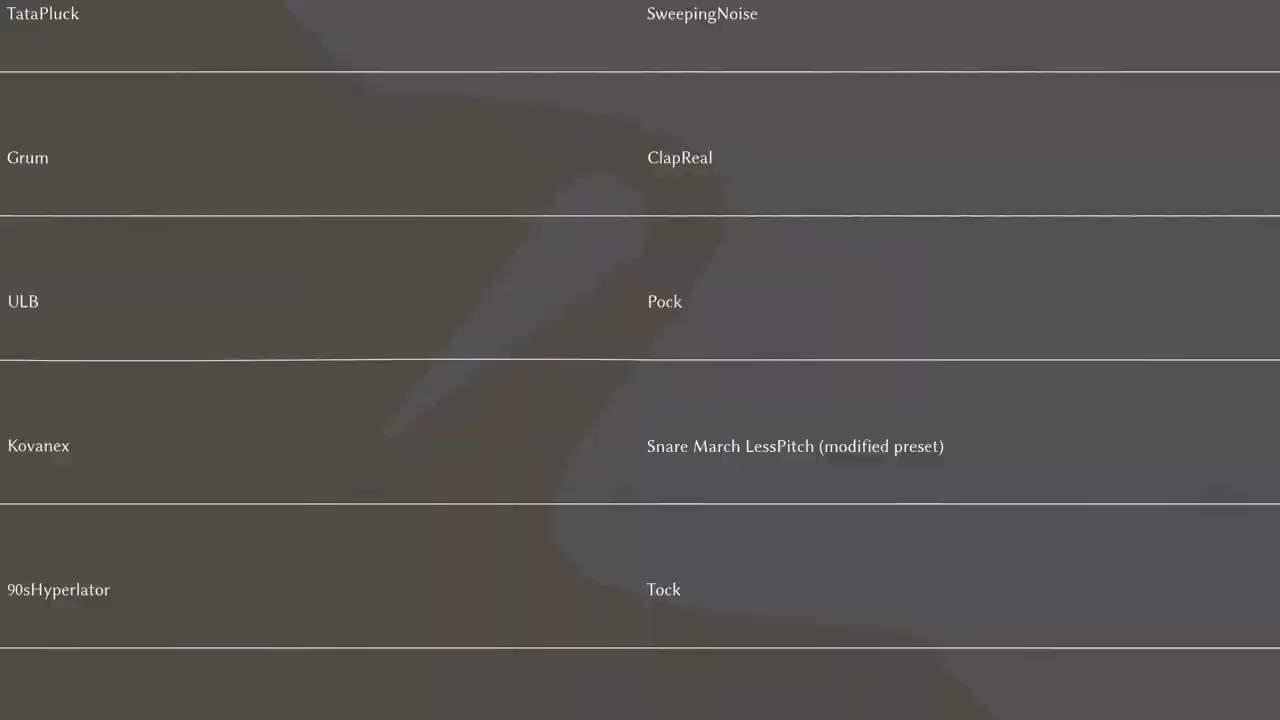 TataPluck
SweepingNoise
Grum
ClapReal
ULB
Pock
Kovanex
Snare March LessPitch (modified preset)
90sHyperlator
Tock